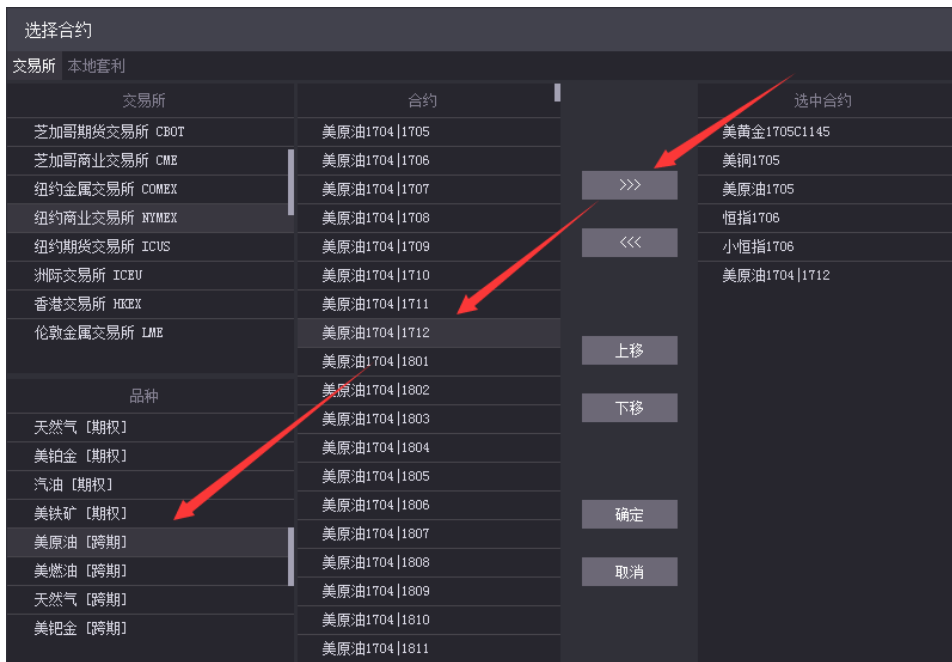 选择合约
交易所 本地套利
交易所
芝加哥期货交易所 CBOT
芝加哥商业交易所 CME
纽约金属交易所 COMEX
纽约商业交易所 NYMEX
纽约期货交易所 ICUS
洲际交易所 ICEU
香港交易所 HKEX
伦敦金属交易所 LME
品种
天然气 [期权]
美铂金 [期权]
汽油 [期权]
美铁矿 [期权]
美原油 [跨期]
美燃油 [跨期]
天然气 [跨期]
美钯金 [跨期]
合约
美原油1704|1705
美原油1704|1706
美原油1704|1707
美原油1704|1708
美原油1704|1709
美原油1704|1710
美原油1704|1711
美原油1704|1712
美原油1704|1801
美原油1704|1802
美原油1704|1803
美原油1704|1804
美原油1704|1805
美原油1704|1806
美原油1704|1807
美原油1704|1808
美原油1704|1809
美原油1704|1810
美原油1704|1811
>>>
<<<
上移
下移
确定
取消
选中合约
美黄金1705C1145
美铜1705
美原油1705
恒指1706
小恒指1706
美原油1704|1712